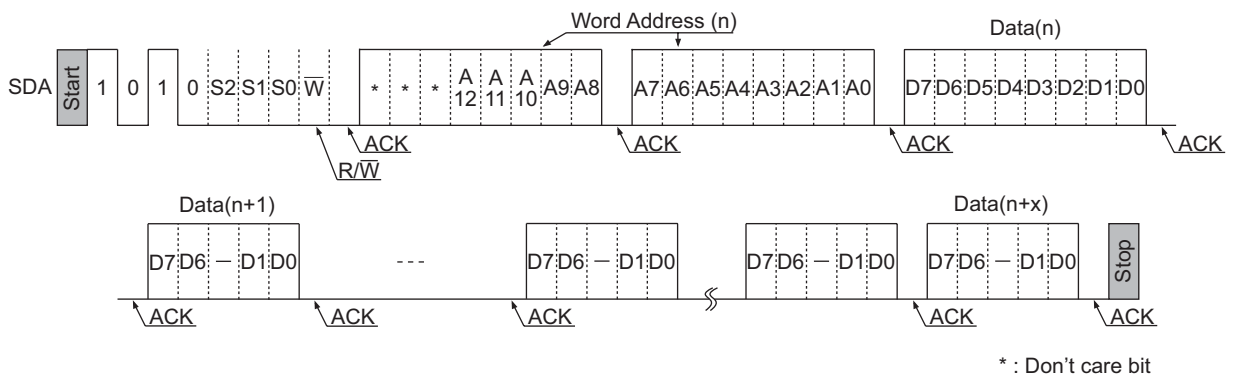 Word Address (n)
Data(n)
SDA Start 1 0 1 0 S2 S1 S0 W̅ * * * A12 A11 A10 A9 A8 A7 A6 A5 A4 A3 A2 A1 A0 D7 D6 D5 D4 D3 D2 D1 D0
ACK ACK ACK ACK
R/W̅
Data(n+1) Data(n+x)
D7 D6 – D1 D0 --- D7 D6 – D1 D0 D7 D6 – D1 D0 D7 D6 – D1 D0 Stop
ACK ACK ACK ACK ACK
* : Don't care bit